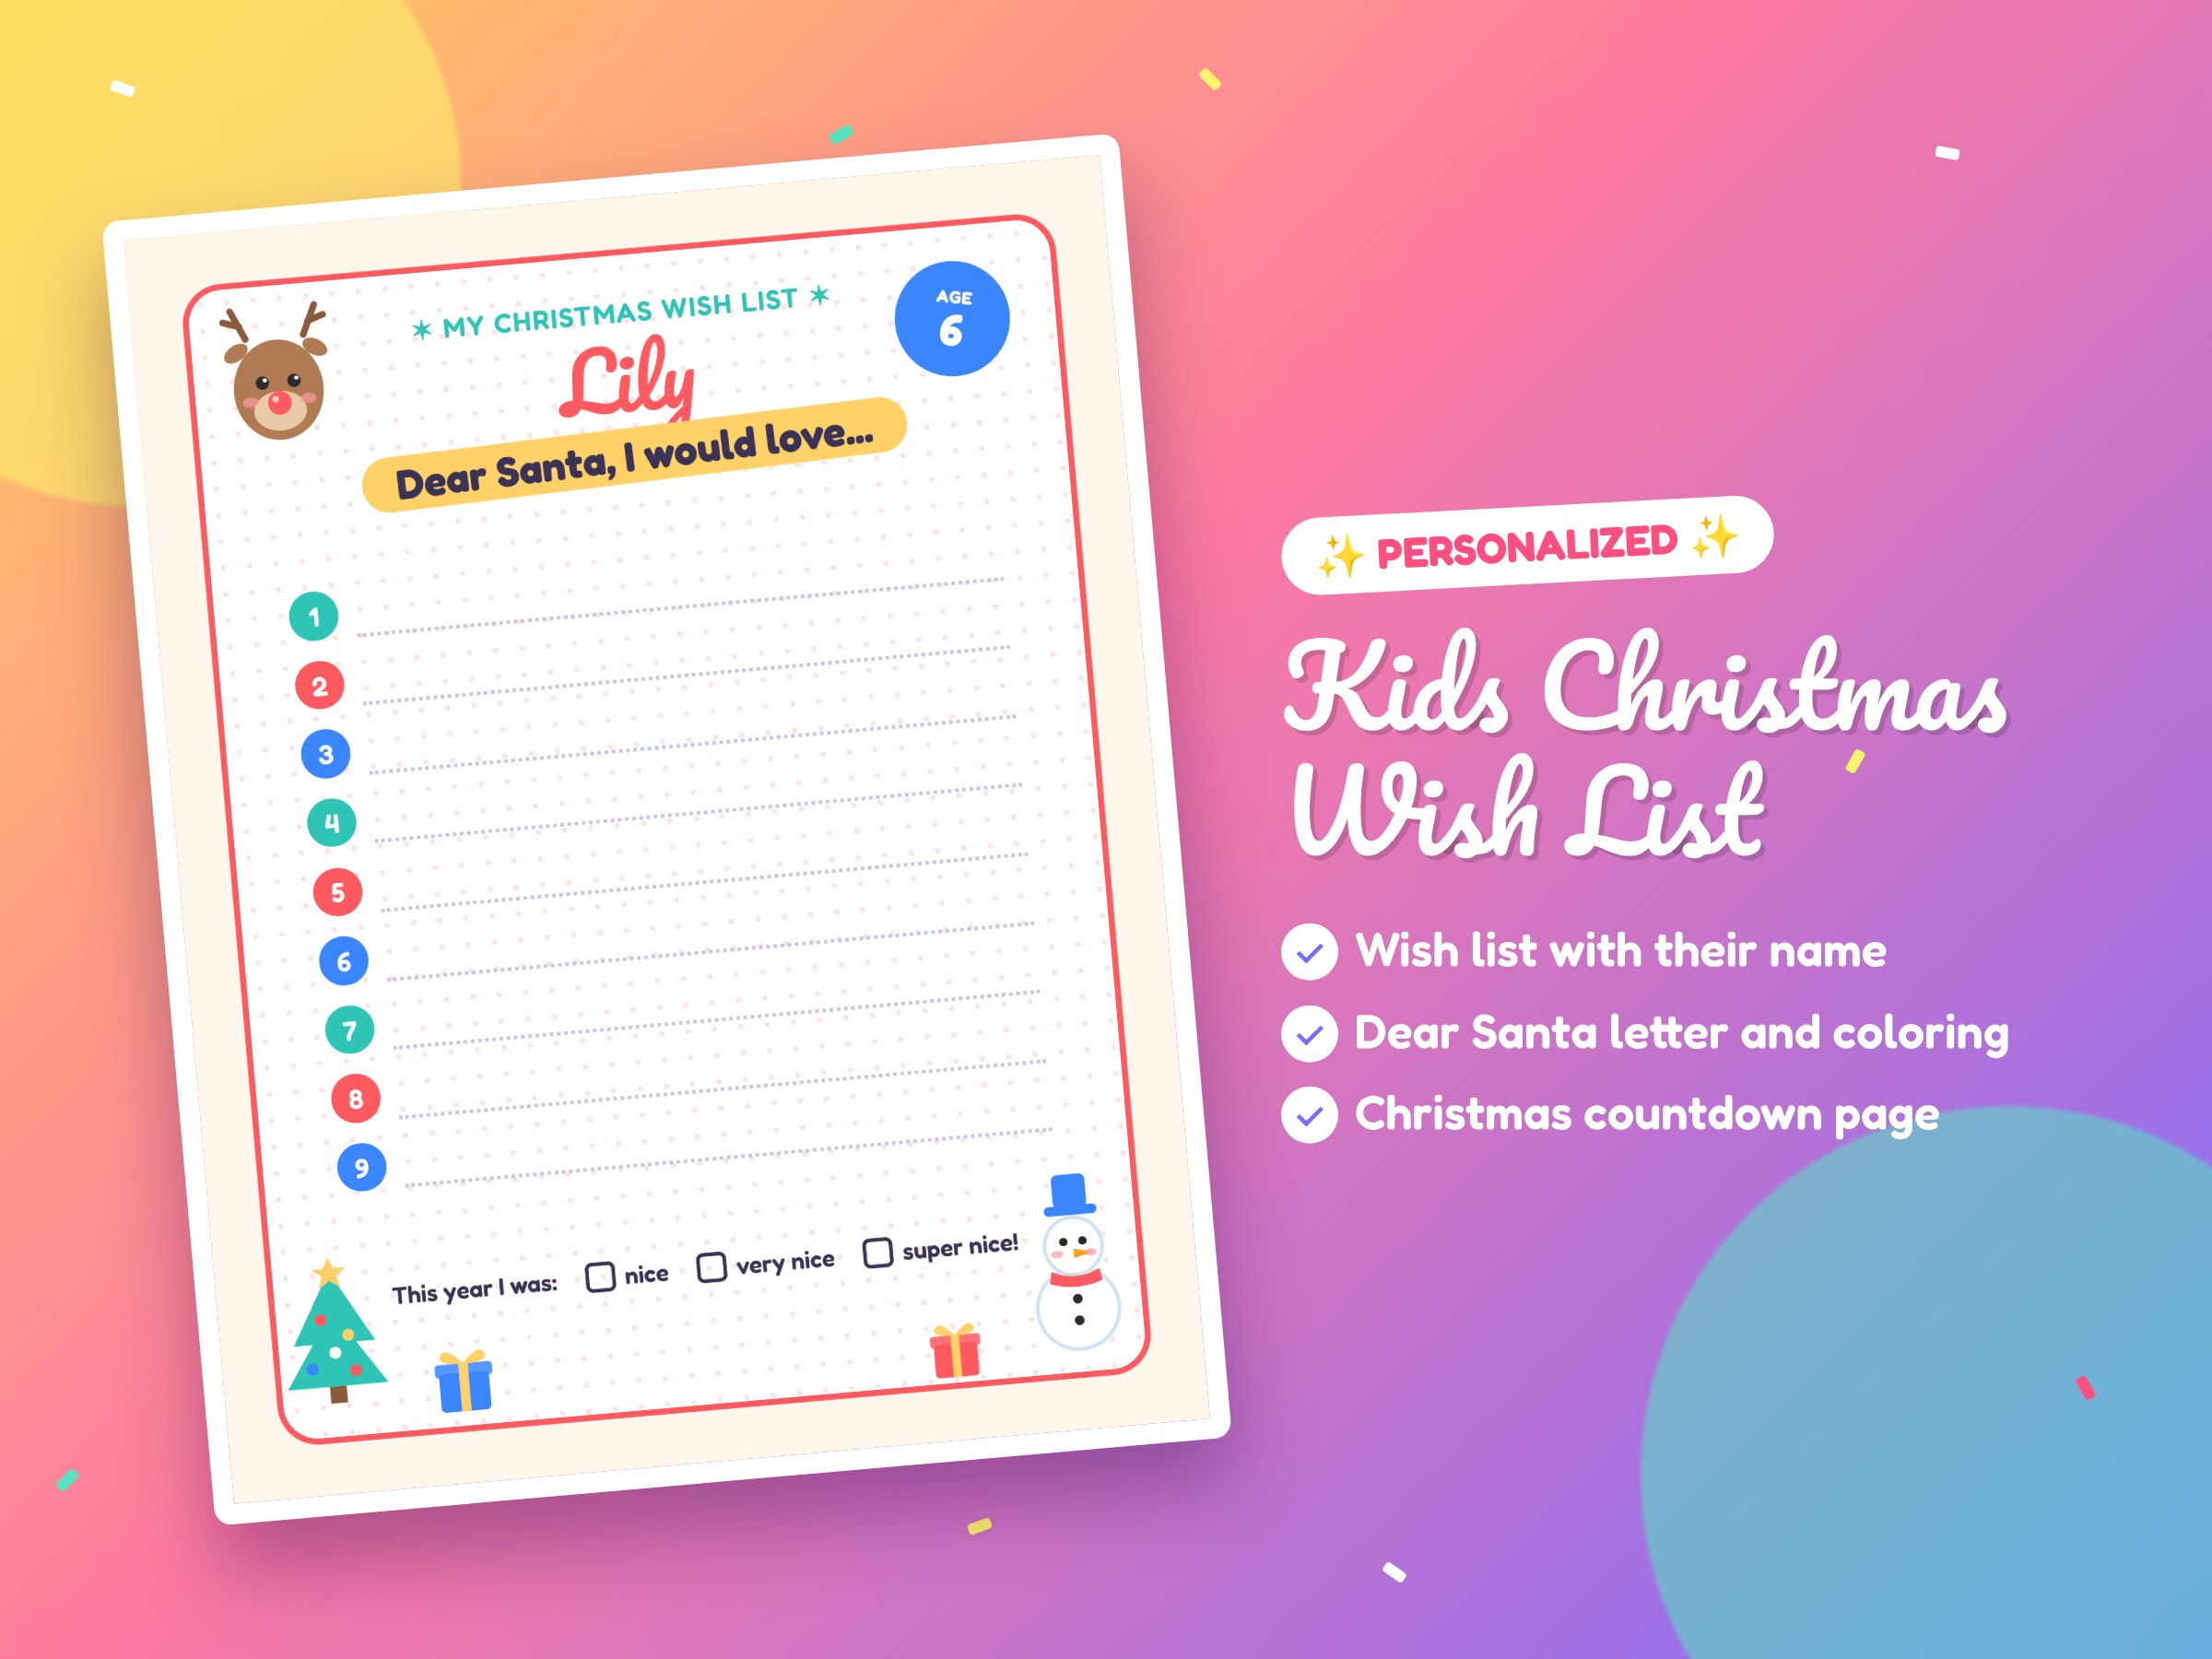 ✶ MY CHRISTMAS WISH LIST ✶
AGE
6
Lily
Dear Santa, I would love...
1
2
3
4
5
6
7
8
9
This year I was: nice very nice super nice!
✨ PERSONALIZED ✨
Kids Christmas
Wish List
Wish list with their name
Dear Santa letter and coloring
Christmas countdown page